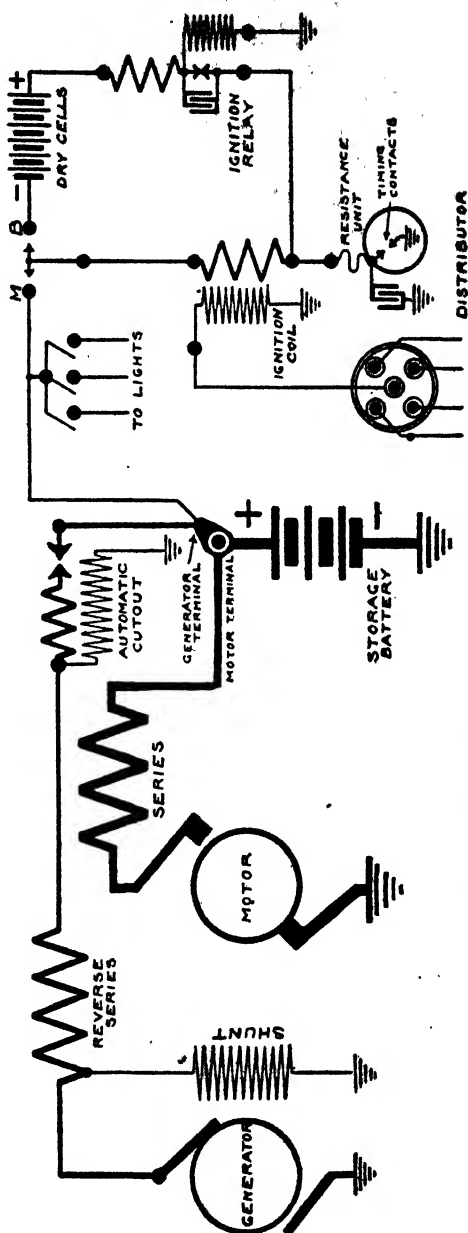 +
-
DRY CELLS
B
M
IGNITION
RELAY
TO LIGHTS
RESISTANCE
UNIT
TIMING
CONTACTS
IGNITION
COIL
DISTRIBUTOR
AUTOMATIC
CUTOUT
GENERATOR
TERMINAL
MOTOR TERMINAL
+
-
STORAGE
BATTERY
SERIES
MOTOR
REVERSE
SERIES
SHUNT
GENERATOR